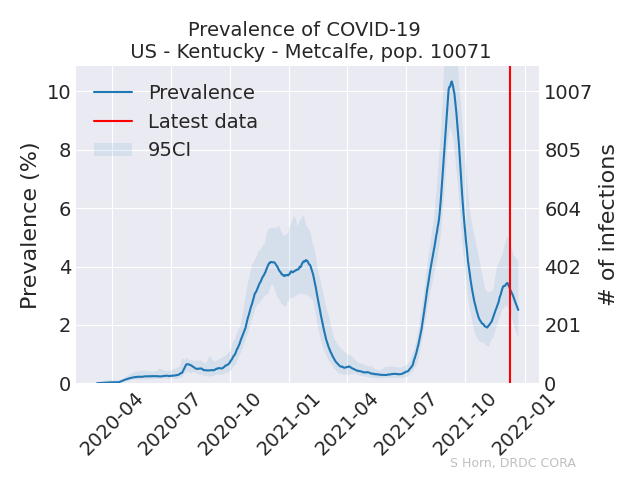 Prevalence of COVID-19
US - Kentucky - Metcalfe, pop. 10071
Prevalence
Latest data
95CI
Prevalence (%)
10
8
6
4
2
0
# of infections
1007
805
604
402
201
0
2020-04
2020-07
2020-10
2021-01
2021-04
2021-07
2021-10
2022-01
S Horn, DRDC CORA